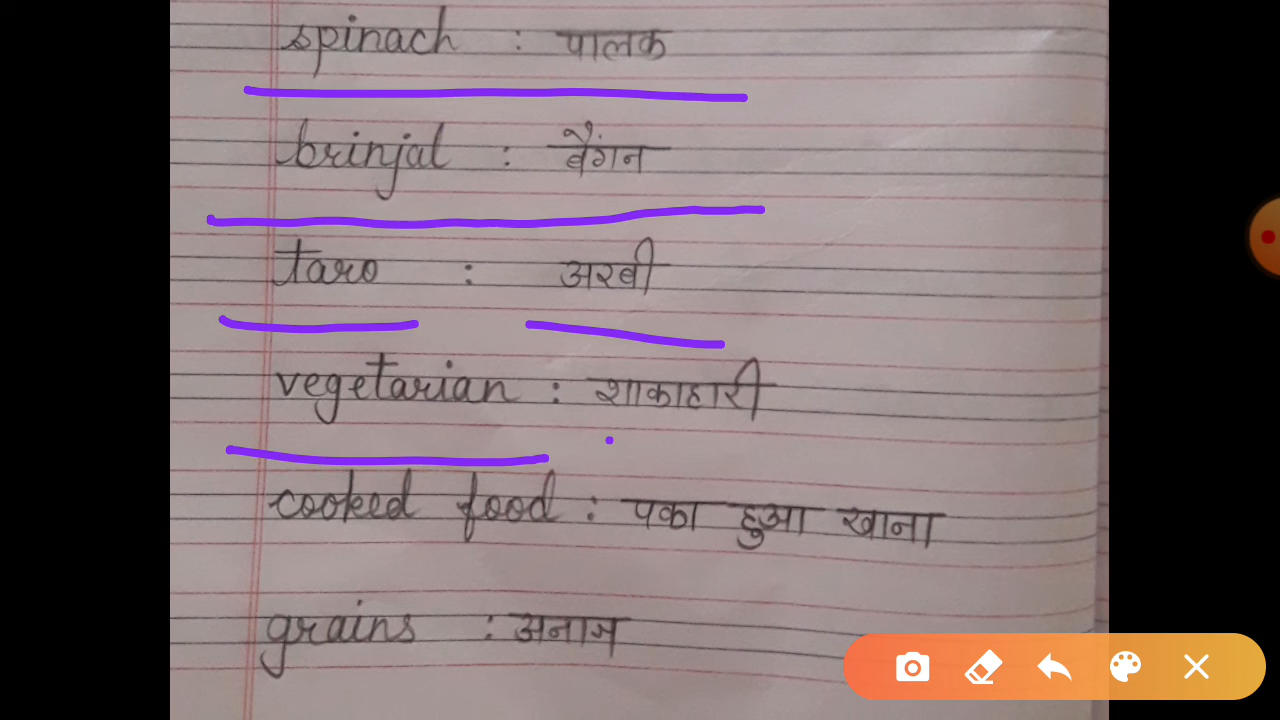 spinach : पालक
brinjal : बैंगन
taro : अरबी
vegetarian : शाकाहारी
cooked food : पका हुआ खाना
grains : अनाज